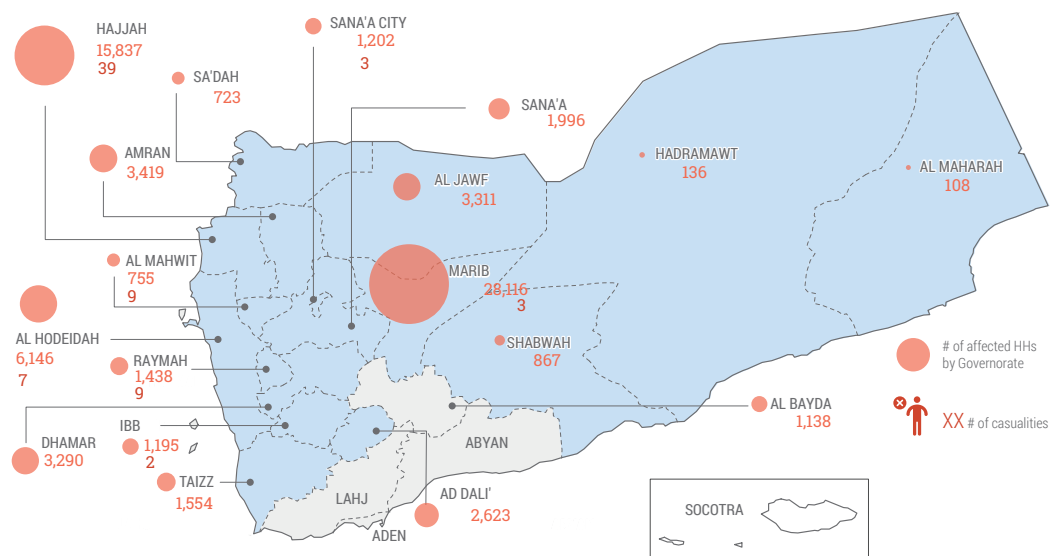 HAJJAH
15,837
39
SANA'A CITY
1,202
3
SA'DAH
723
SANA'A
1,996
AMRAN
3,419
HADRAMAWT
136
AL MAHARAH
108
AL JAWF
3,311
AL MAHWIT
755
9
MARIB
28,116
3
AL HODEIDAH
6,146
7
SHABWAH
867
# of affected HHs
by Governorate
RAYMAH
1,438
9
AL BAYDA
1,138
XX # of casualities
IBB
1,195
2
DHAMAR
3,290
ABYAN
TAIZZ
1,554
LAHJ
AD DALI'
2,623
ADEN
SOCOTRA